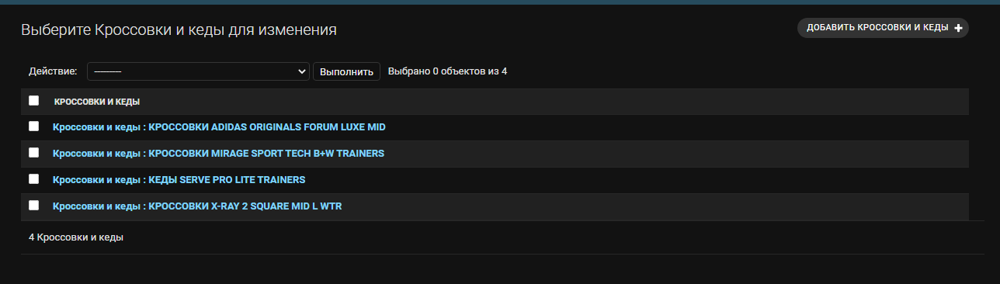 Выберите Кроссовки и кеды для изменения
ДОБАВИТЬ КРОССОВКИ И КЕДЫ +
Действие: --------- Выполнить Выбрано 0 объектов из 4
КРОССОВКИ И КЕДЫ
Кроссовки и кеды : КРОССОВКИ ADIDAS ORIGINALS FORUM LUXE MID
Кроссовки и кеды : КРОССОВКИ MIRAGE SPORT TECH B+W TRAINERS
Кроссовки и кеды : КЕДЫ SERVE PRO LITE TRAINERS
Кроссовки и кеды : КРОССОВКИ X-RAY 2 SQUARE MID L WTR
4 Кроссовки и кеды